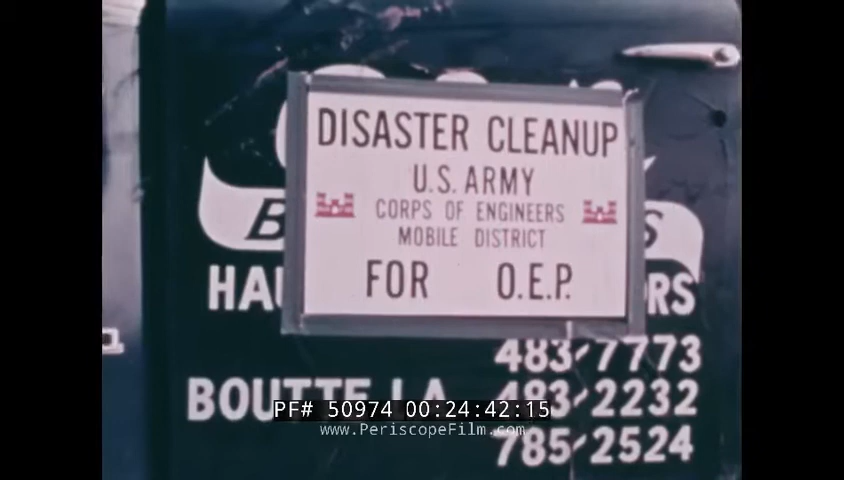 DISASTER CLEANUP
U.S. ARMY
CORPS OF ENGINEERS
MOBILE DISTRICT
FOR O.E.P.
483-7773
BOUTTE LA 483-2232
785-2524
PF# 50974 00:24:42:15
www.PeriscopeFilm.com